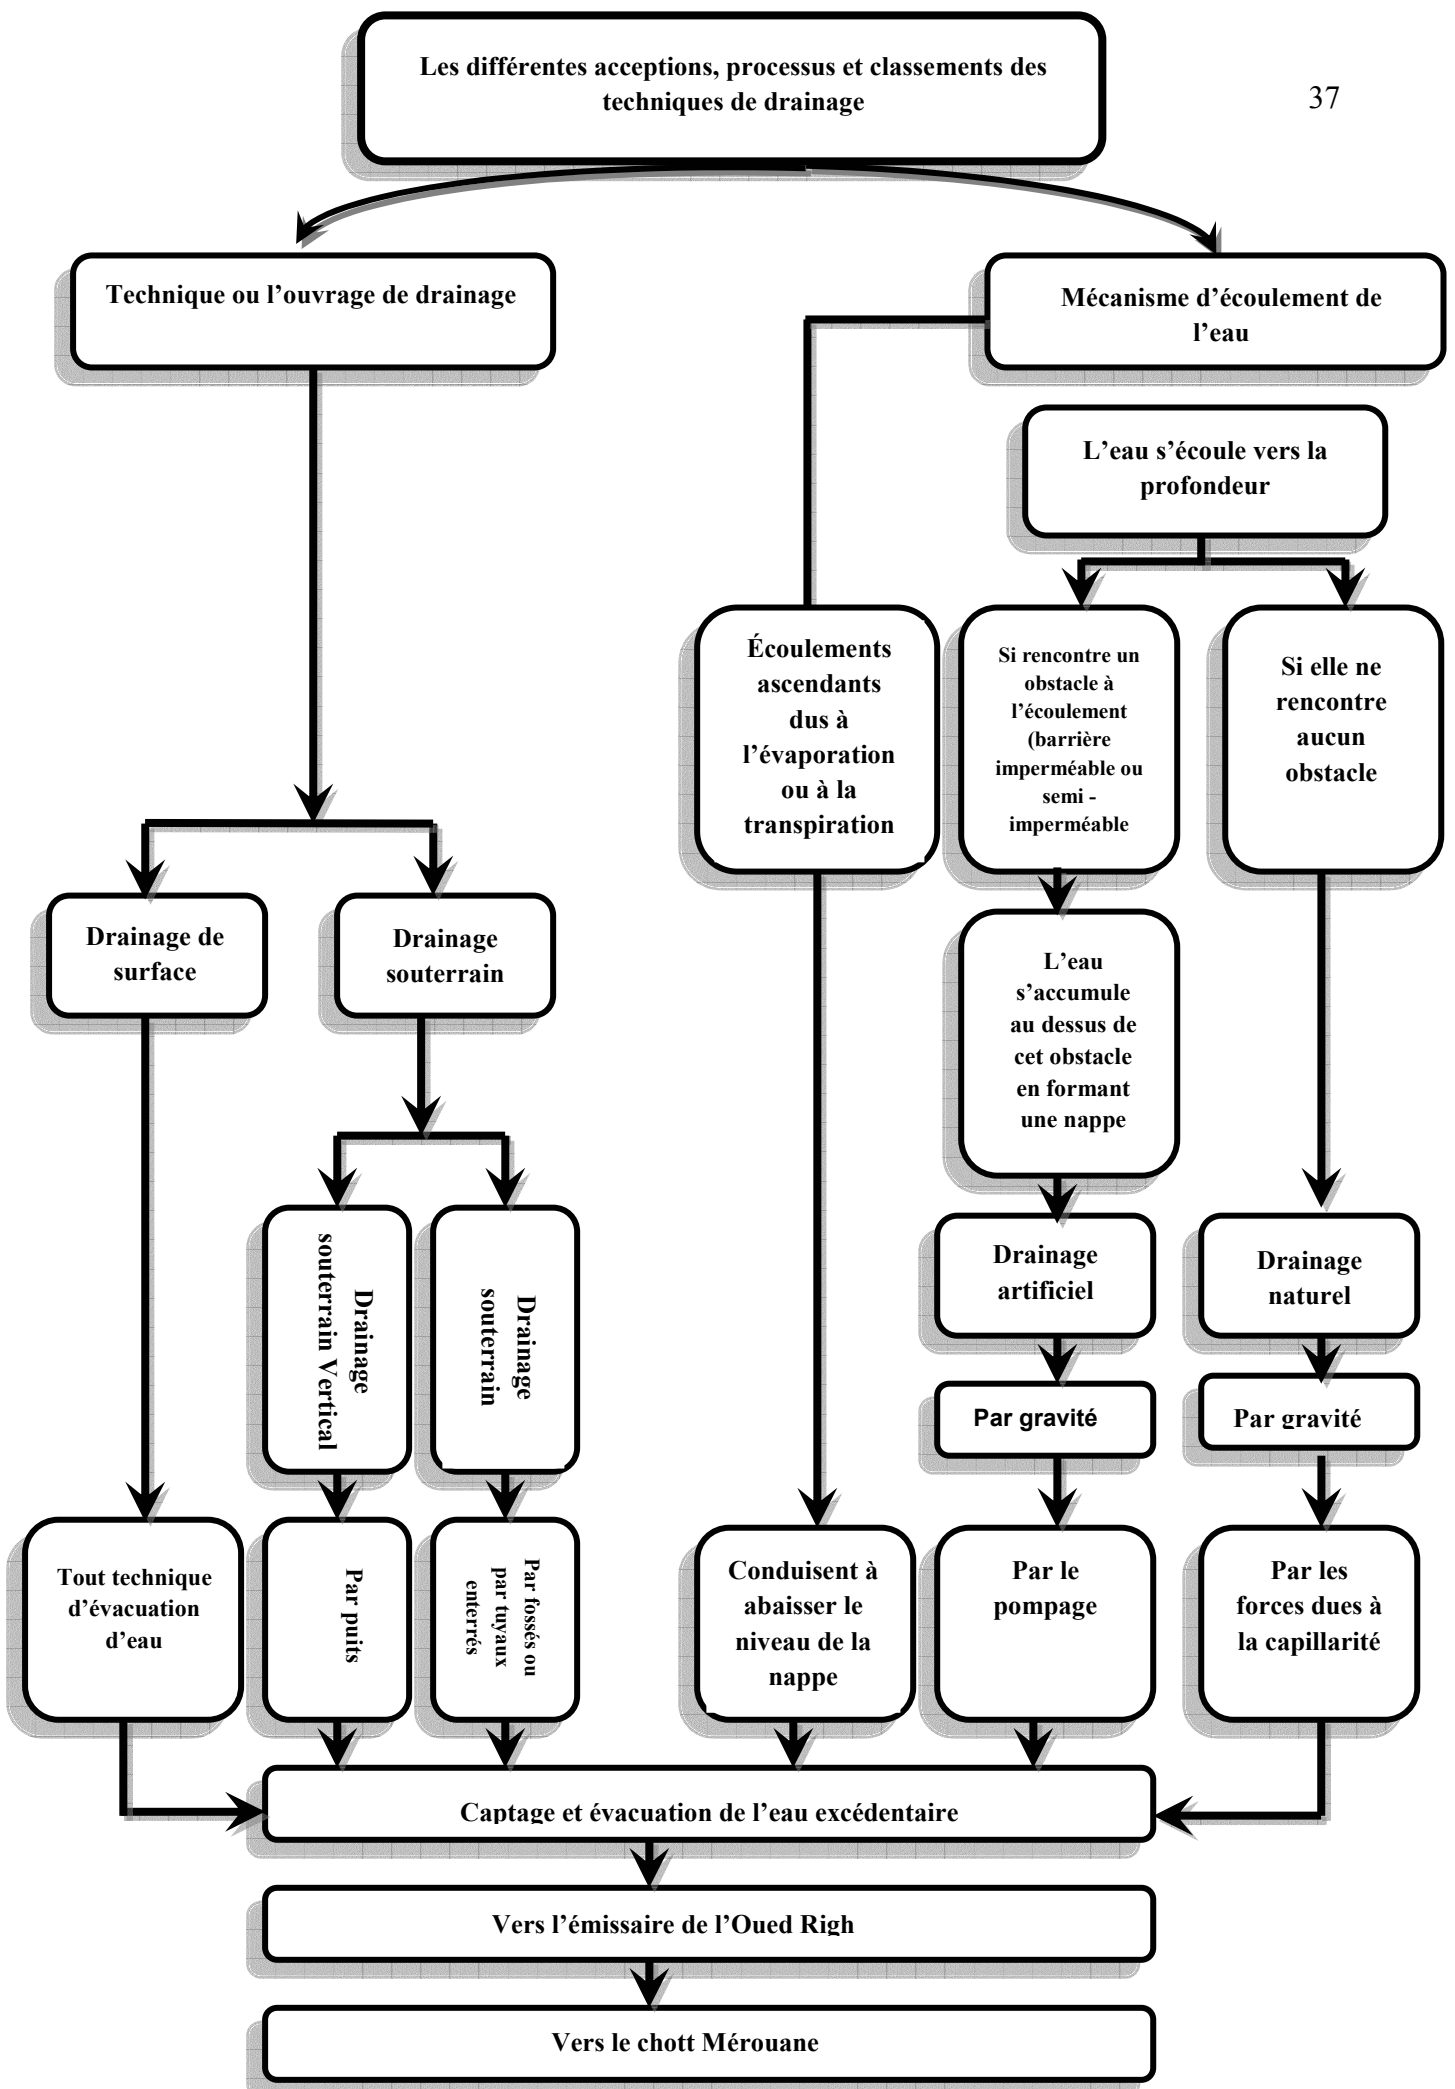 Les différentes acceptions, processus et classements des
techniques de drainage
37
Technique ou l’ouvrage de drainage
Mécanisme d’écoulement de
l’eau
L’eau s’écoule vers la
profondeur
Écoulements
ascendants
dus à
l’évaporation
ou à la
transpiration
Si rencontre un
obstacle à
l’écoulement
(barrière
imperméable ou
semi -
imperméable
Si elle ne
rencontre
aucun
obstacle
Drainage de
surface
Drainage
souterrain
L’eau
s’accumule
au dessus de
cet obstacle
en formant
une nappe
Drainage
souterrain Vertical
Drainage
souterrain
Drainage
artificiel
Drainage
naturel
Par gravité
Par gravité
Tout technique
d’évacuation
d’eau
Par puits
Par fossés ou
par tuyaux
enterrés
Conduisent à
abaisser le
niveau de la
nappe
Par le
pompage
Par les
forces dues à
la capillarité
Captage et évacuation de l’eau excédentaire
Vers l’émissaire de l’Oued Righ
Vers le chott Mérouane